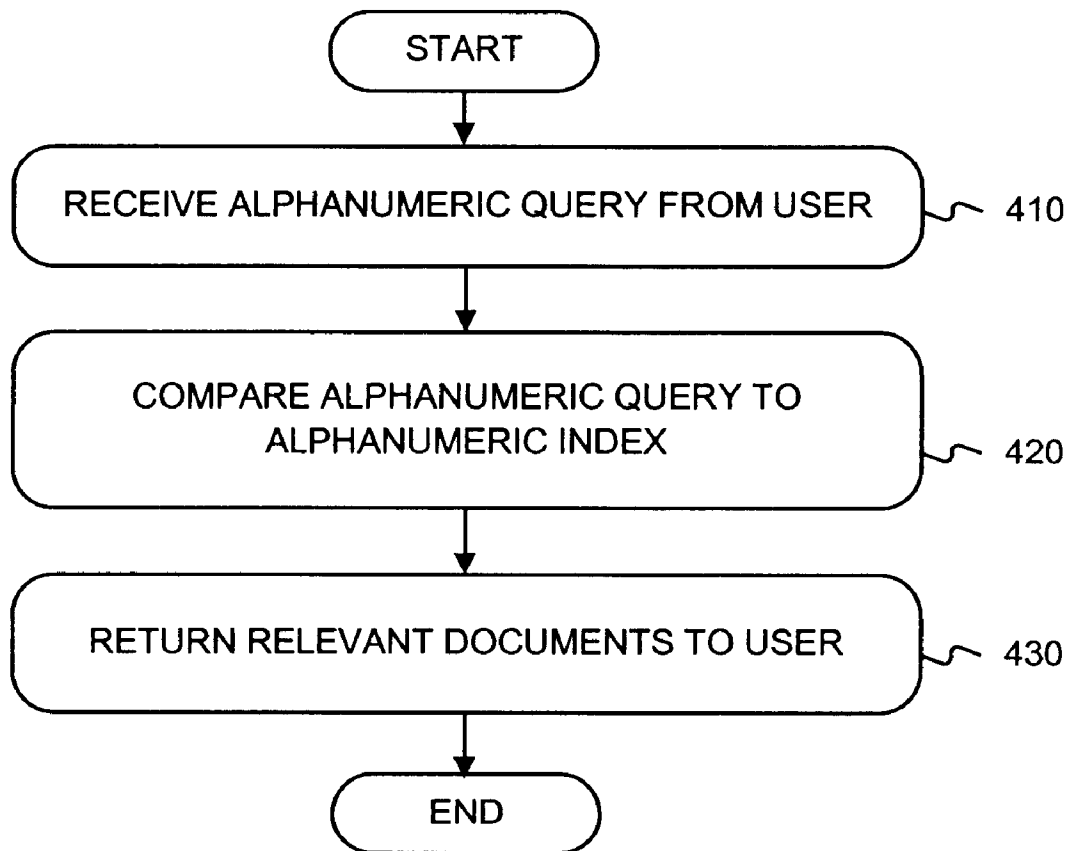 START
RECEIVE ALPHANUMERIC QUERY FROM USER
410
COMPARE ALPHANUMERIC QUERY TO
ALPHANUMERIC INDEX
420
RETURN RELEVANT DOCUMENTS TO USER
430
END